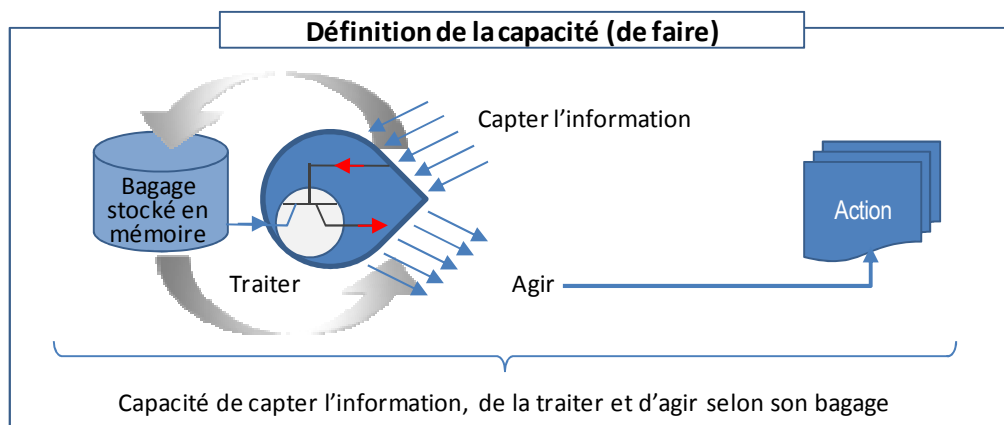 Définition de la capacité (de faire)
Capter l'information
Bagage
stocké en
mémoire
Action
Traiter
Agir
Capacité de capter l'information, de la traiter et d'agir selon son bagage